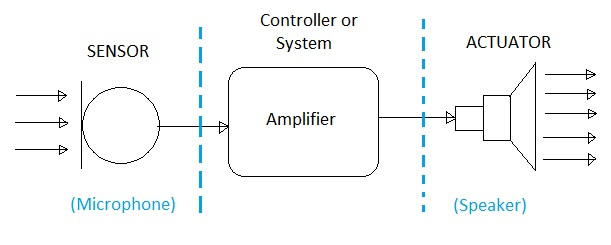 SENSOR
Controller or
System
ACTUATOR
Amplifier
(Microphone)
(Speaker)